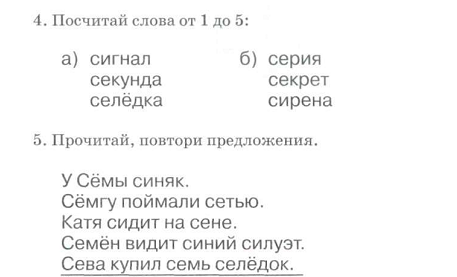 4. Посчитай слова от 1 до 5:
а) сигнал б) серия
секунда секрет
селёдка сирена
5. Прочитай, повтори предложения.
У Сёмы синяк.
Сёмгу поймали сетью.
Катя сидит на сене.
Семён видит синий силуэт.
Сева купил семь селёдок.